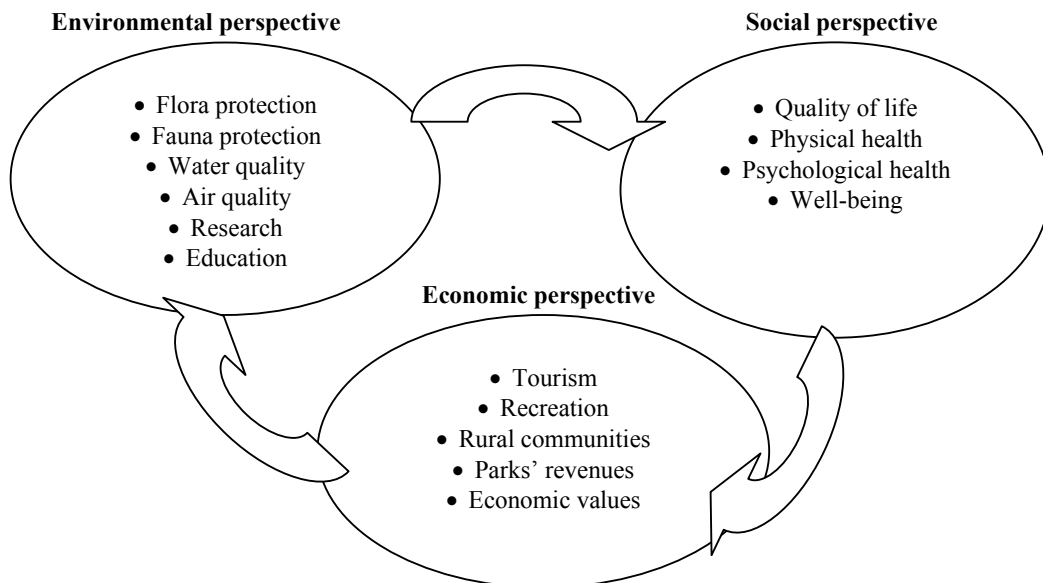 Environmental perspective
• Flora protection
• Fauna protection
• Water quality
• Air quality
• Research
• Education
Social perspective
• Quality of life
• Physical health
• Psychological health
• Well-being
Economic perspective
• Tourism
• Recreation
• Rural communities
• Parks’ revenues
• Economic values